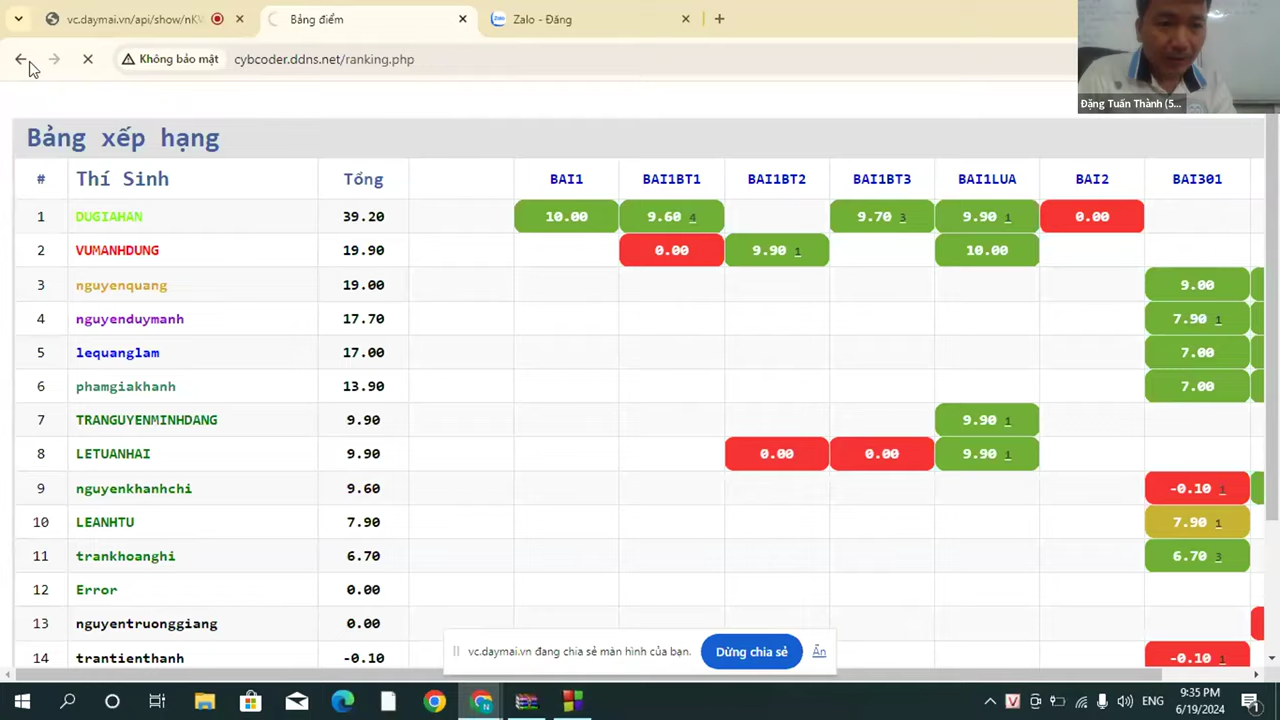 vc.daymai.vn/api/show/nK
Bảng điểm
Zalo - Đăng
Không bảo mật
cybcoder.ddns.net/ranking.php
Đặng Tuấn Thành (5...
Bảng xếp hạng
# Thí Sinh Tổng BAI1 BAI1BT1 BAI1BT2 BAI1BT3 BAI1LUA BAI2 BAI301
1 DUGIAHAN 39.20 10.00 9.60 4 9.70 3 9.90 1 0.00
2 VUMANHDUNG 19.90 0.00 9.90 1 10.00
3 nguyenquang 19.00 9.00
4 nguyenduymanh 17.70 7.90 1
5 lequanglam 17.00 7.00
6 phamgiakhanh 13.90 7.00
7 TRANGUYENMINHDANG 9.90 9.90 1
8 LETUANHAI 9.90 0.00 0.00 9.90 1
9 nguyenkhanhchi 9.60 -0.10 1
10 LEANHTU 7.90 7.90 1
11 trankhoanghi 6.70 6.70 3
12 Error 0.00
13 nguyentruonggiang 0.00
14 trantienthanh -0.10 -0.10 1
vc.daymai.vn đang chia sẻ màn hình của bạn.
Dừng chia sẻ
Ẩn
ENG
9:35 PM
6/19/2024